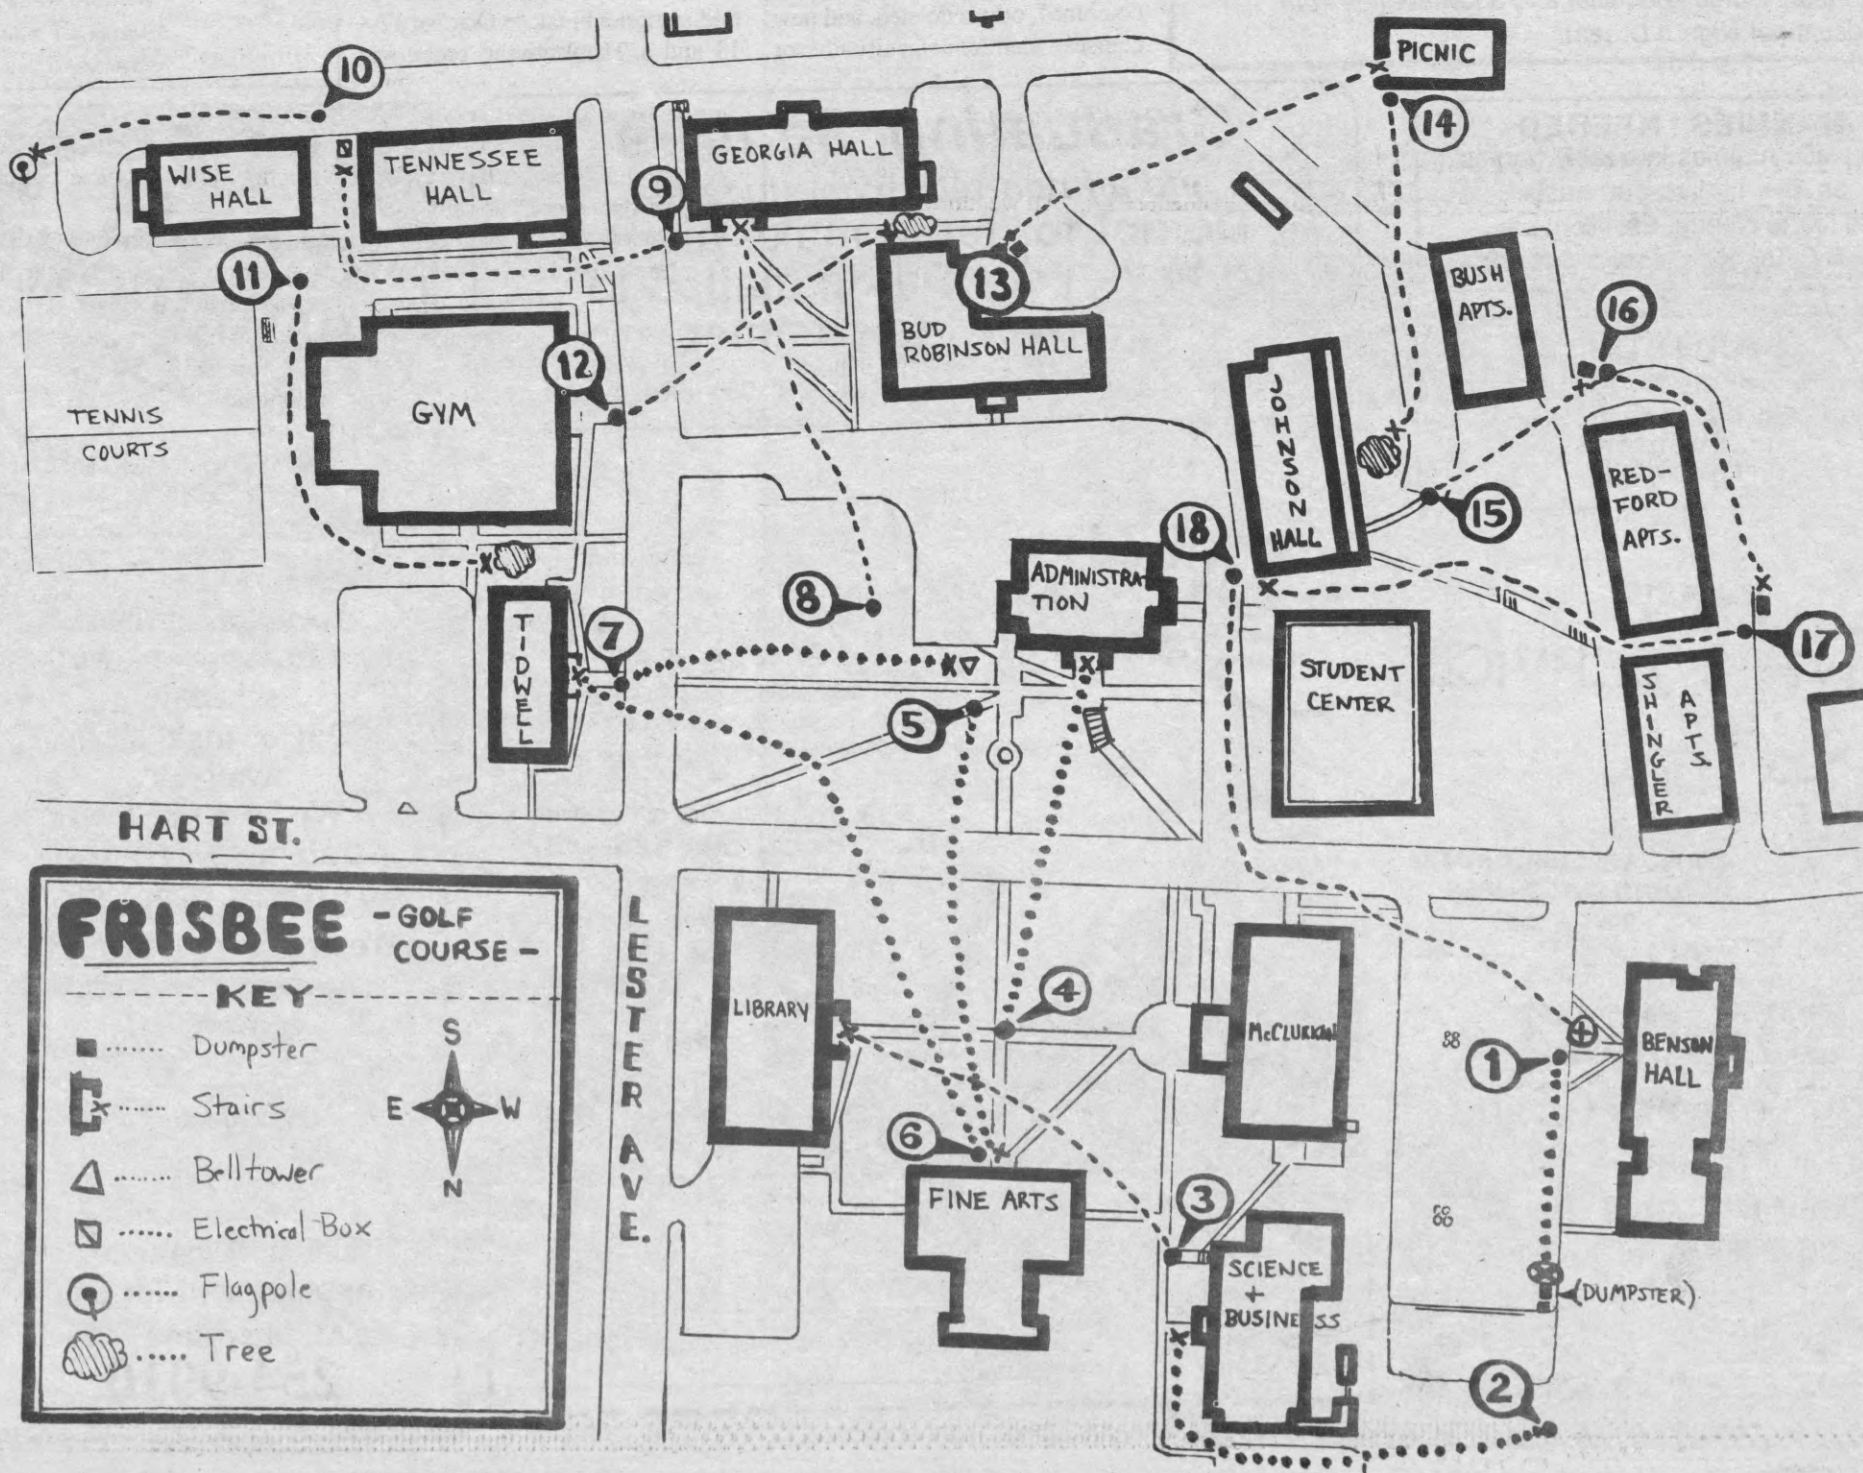 PICNIC
10
14
WISE
HALL
TENNESSEE
HALL
9
GEORGIA HALL
11
13
BUD
ROBINSON HALL
BUSH
APTS.
16
12
GYM
TENNIS
COURTS
JOHNSON
HALL
15
RED-
FORD
APTS.
18
ADMINISTRA-
TION
8
7
TIDWELL
5
STUDENT
CENTER
17
SHINGLER
APTS.
HART ST.
FRISBEE
- GOLF
COURSE -
KEY
Dumpster
Stairs
Belltower
Electrical Box
Flagpole
Tree
S
E W
N
LESTER AVE.
LIBRARY
4
McCLURKAN
1
BENSON
HALL
6
FINE ARTS
3
SCIENCE
+
BUSINESS
(DUMPSTER)
2